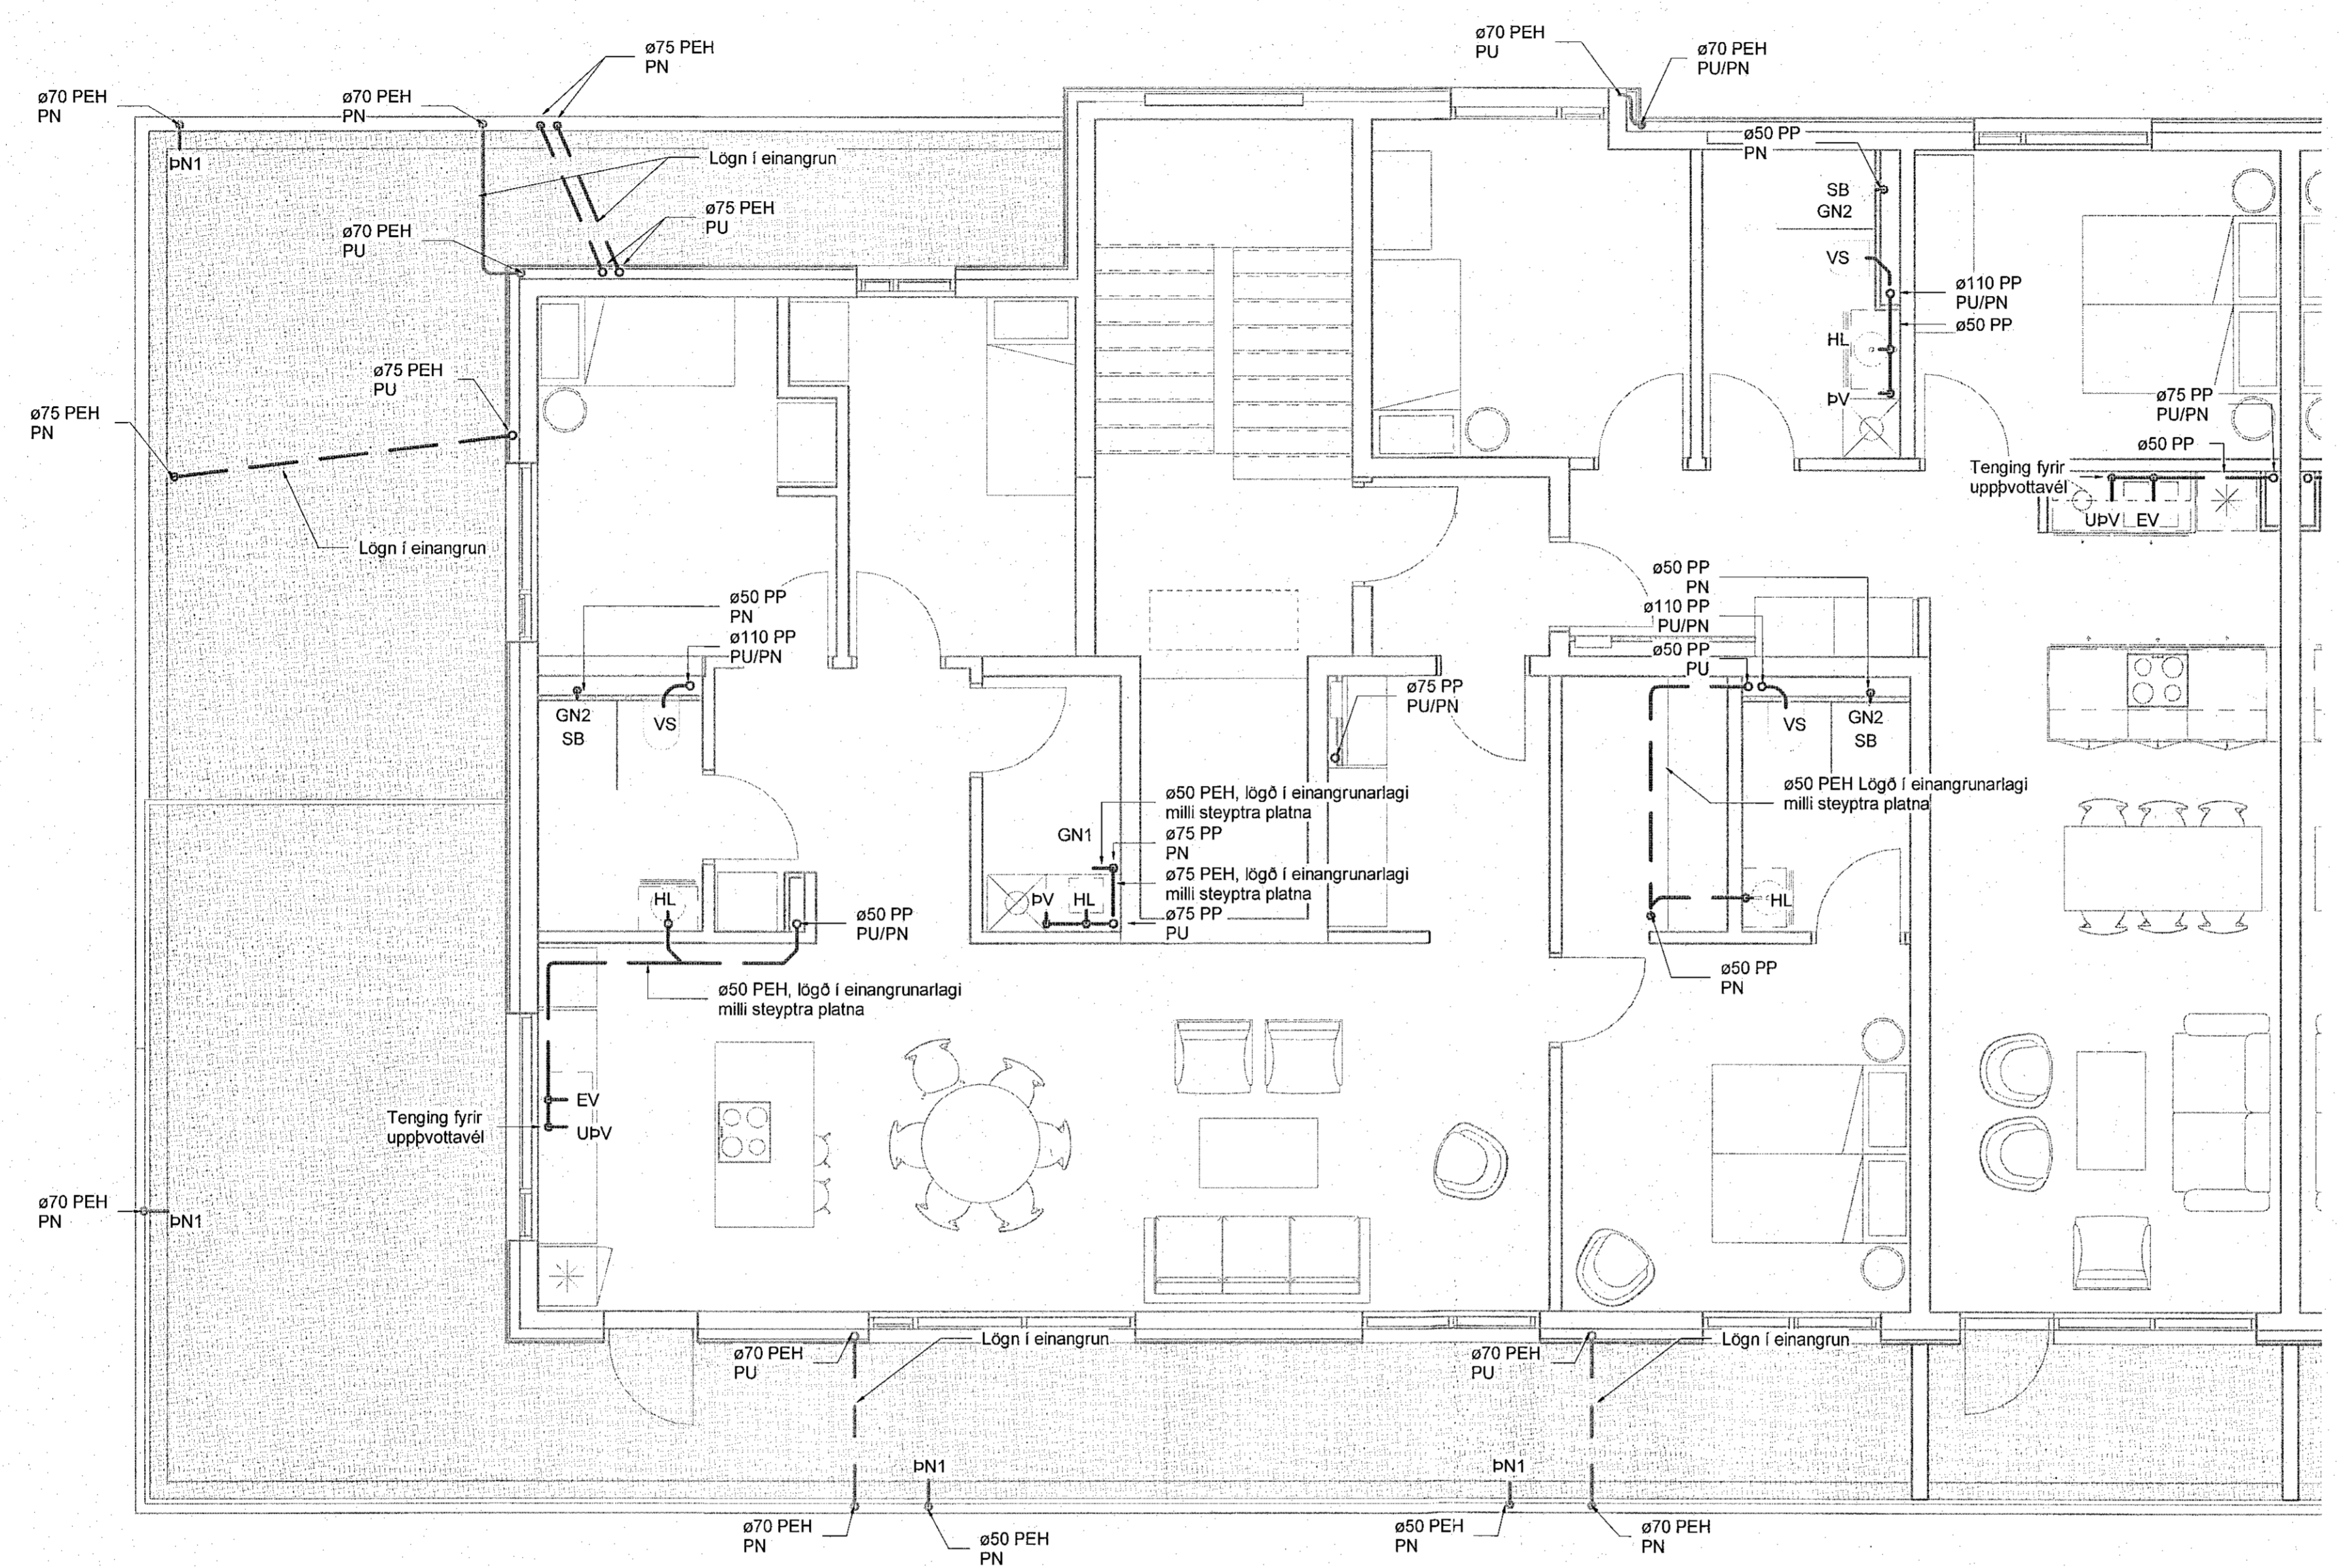 ø75 PEH
PN
ø70 PEH
PU
ø70 PEH
PU/PN
ø70 PEH
PN
ø70 PEH
PN
ÞN1
Lögn í einangrun
ø75 PEH
PU
ø70 PEH
PU
ø50 PP
PN
SB
GN2
VS
ø110 PP
PU/PN
ø50 PP
HL
ÞV
ø75 PEH
PU
ø75 PEH
PN
Lögn í einangrun
ø75 PP
PU/PN
ø50 PP
Tenging fyrir
uppþvottavél
UÞV
EV
ø50 PP
PN
ø110 PP
PU/PN
GN2
SB
VS
ø50 PP
PN
ø110 PP
PU/PN
ø50 PP
PU
ø75 PP
PU/PN
VS
GN2
SB
ø50 PEH, lögð í einangrunarlagi
milli steyptra platna
GN1
ø75 PP
PN
ø75 PEH, lögð í einangrunarlagi
milli steyptra platna
ø75 PP
PU
ÞV
HL
ø50 PEH Lögð í einangrunarlagi
milli steyptra platna
HL
ø50 PP
PN
HL
ø50 PP
PU/PN
ø50 PEH, lögð í einangrunarlagi
milli steyptra platna
EV
UÞV
Tenging fyrir
uppþvottavél
ø70 PEH
PN
ÞN1
ø70 PEH
PU
Lögn í einangrun
ø70 PEH
PU
Lögn í einangrun
ÞN1
ÞN1
ø70 PEH
PN
ø50 PEH
PN
ø50 PEH
PN
ø70 PEH
PN